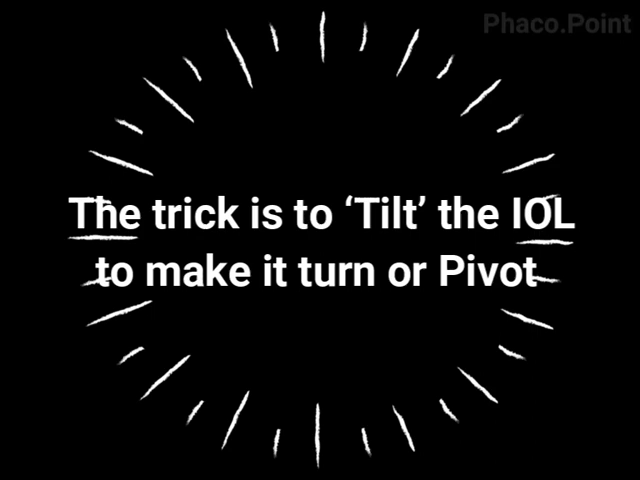 Phaco.Point
The trick is to ‘Tilt’ the IOL
to make it turn or Pivot